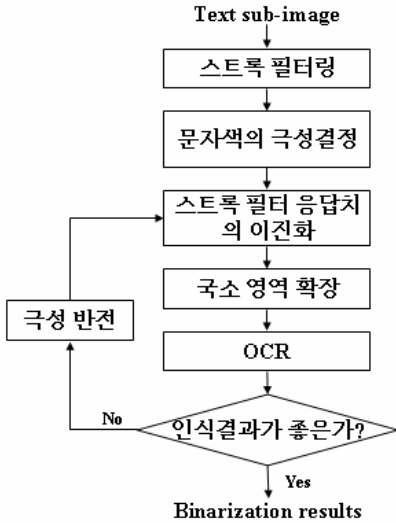 Text sub-image
스트록 필터링
문자색의 극성결정
스트록 필터 응답치
의 이진화
국소 영역 확장
극성 반전
OCR
No
인식결과가 좋은가?
Yes
Binarization results